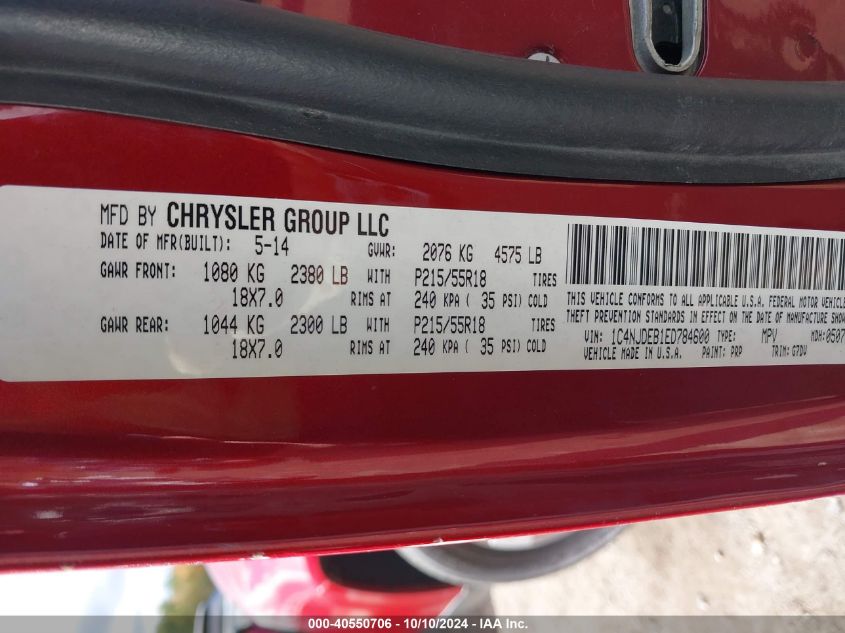 MFD BY CHRYSLER GROUP LLC
DATE OF MFR(BUILT): 5-14 GVWR: 2076 KG 4575 LB
GAWR FRONT: 1080 KG 2380 LB WITH P215/55R18 TIRES
18X7.0 RIMS AT 240 KPA ( 35 PSI) COLD
GAWR REAR: 1044 KG 2300 LB WITH P215/55R18 TIRES
18X7.0 RIMS AT 240 KPA ( 35 PSI) COLD
THIS VEHICLE CONFORMS TO ALL APPLICABLE U.S.A. FEDERAL MOTOR VEHICLE
THEFT PREVENTION STANDARDS IN EFFECT ON THE DATE OF MANUFACTURE SHOW
VIN: 1C4NJDEB1ED784600 TYPE: MPV MDH:0507
VEHICLE MADE IN U.S.A. PAINT: PRP TRIM: G7DV
000-40550706 - 10/10/2024 - IAA Inc.